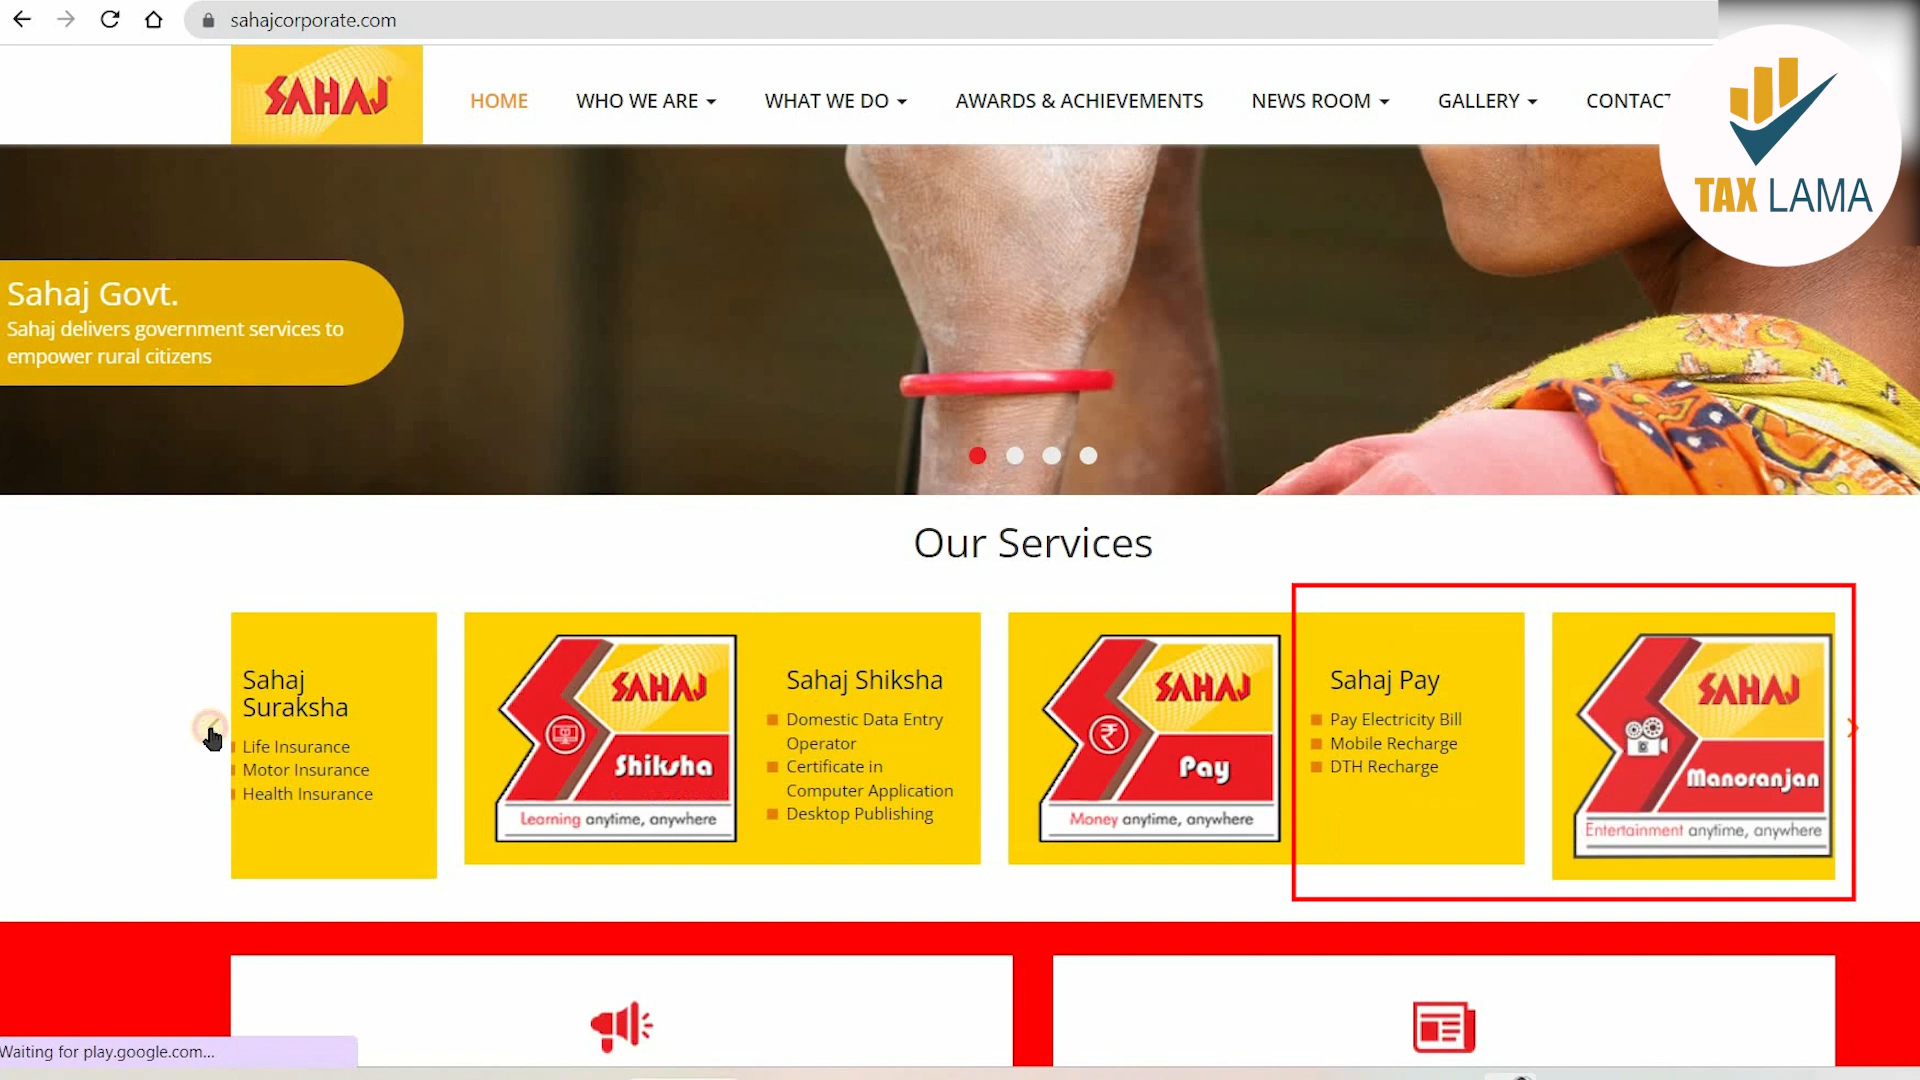 sahajcorporate.com
SAHAJ
HOME
WHO WE ARE
WHAT WE DO
AWARDS & ACHIEVEMENTS
NEWS ROOM
GALLERY
CONTACT
TAX LAMA
Sahaj Govt.
Sahaj delivers government services to
empower rural citizens
Our Services
Sahaj
Suraksha
Life Insurance
Motor Insurance
Health Insurance
SAHAJ
Shiksha
Learning anytime, anywhere
Sahaj Shiksha
Domestic Data Entry
Operator
Certificate in
Computer Application
Desktop Publishing
SAHAJ
Pay
Money anytime, anywhere
Sahaj Pay
Pay Electricity Bill
Mobile Recharge
DTH Recharge
SAHAJ
Manoranjan
Entertainment anytime, anywhere
Waiting for play.google.com...